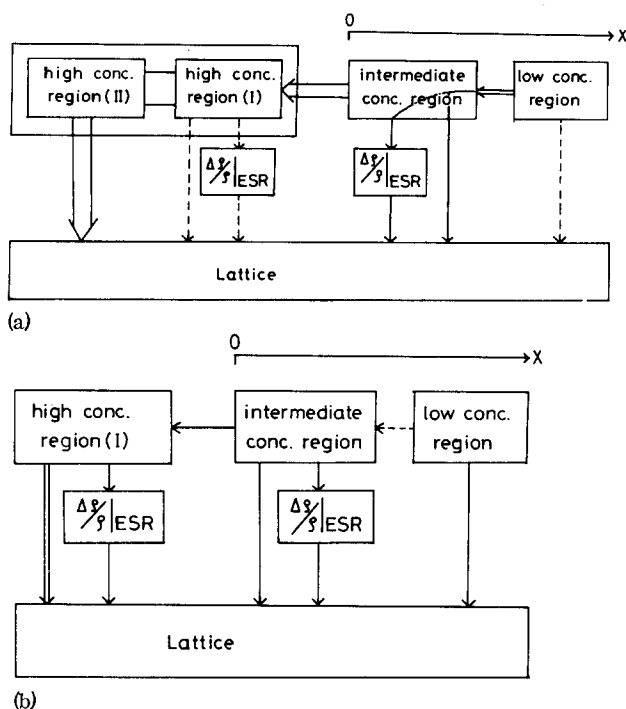 0
X
high conc.
region (II)
high conc.
region (I)
intermediate
conc. region
low conc.
region
Δρ/ρ|ESR
Δρ/ρ|ESR
Lattice
(a)
0
X
high conc.
region (I)
intermediate
conc. region
low conc.
region
Δρ/ρ|ESR
Δρ/ρ|ESR
Lattice
(b)